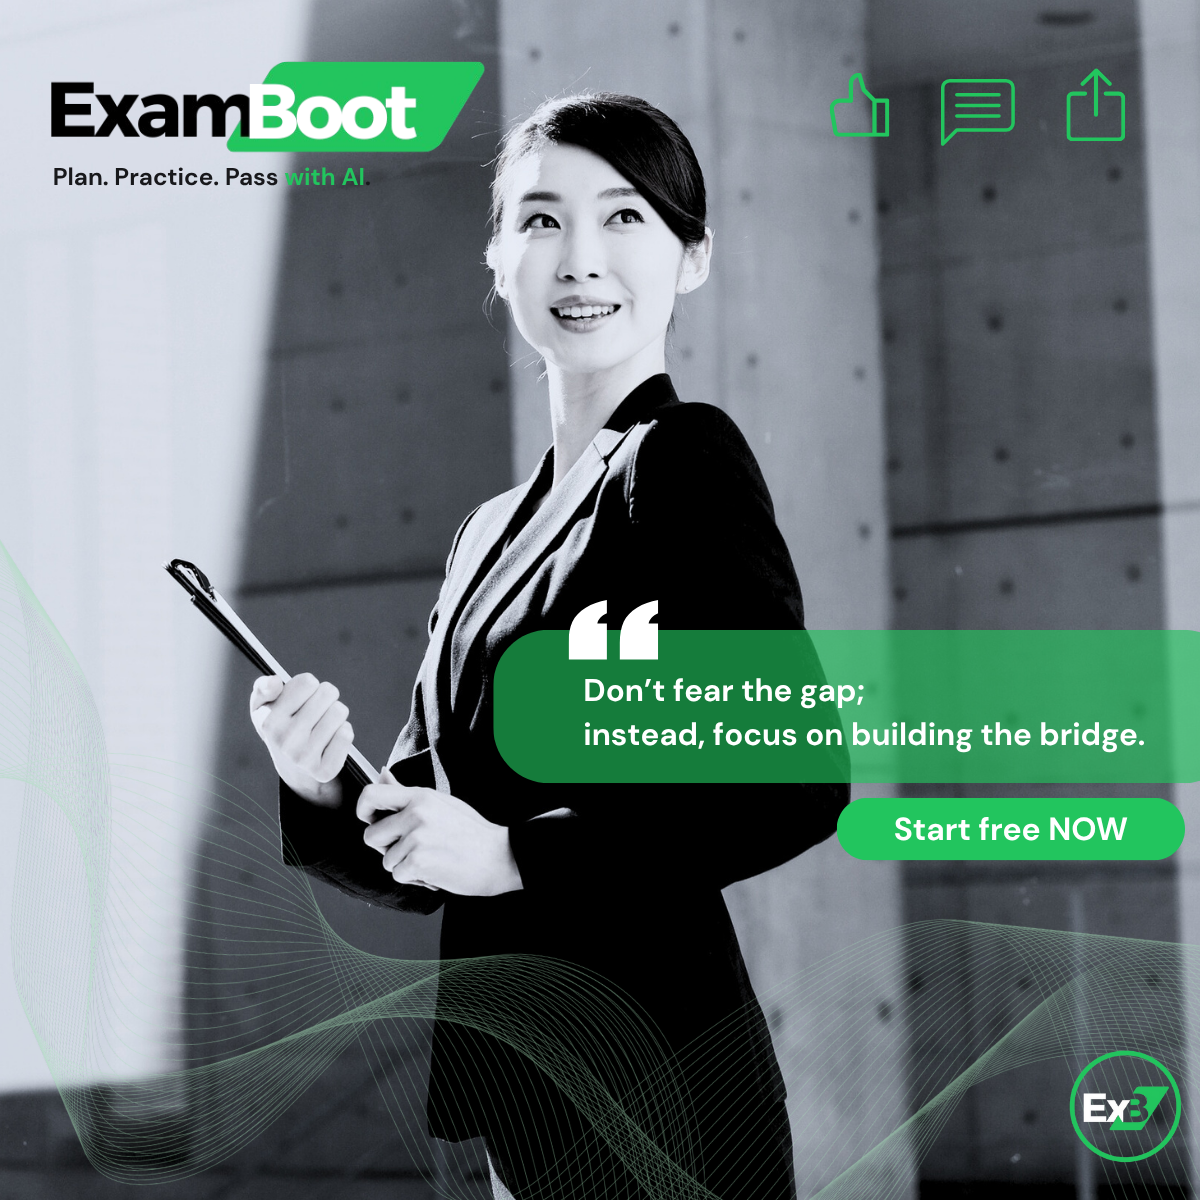 ExamBoot
Plan. Practice. Pass with AI.
Don’t fear the gap;
instead, focus on building the bridge.
Start free NOW
ExB